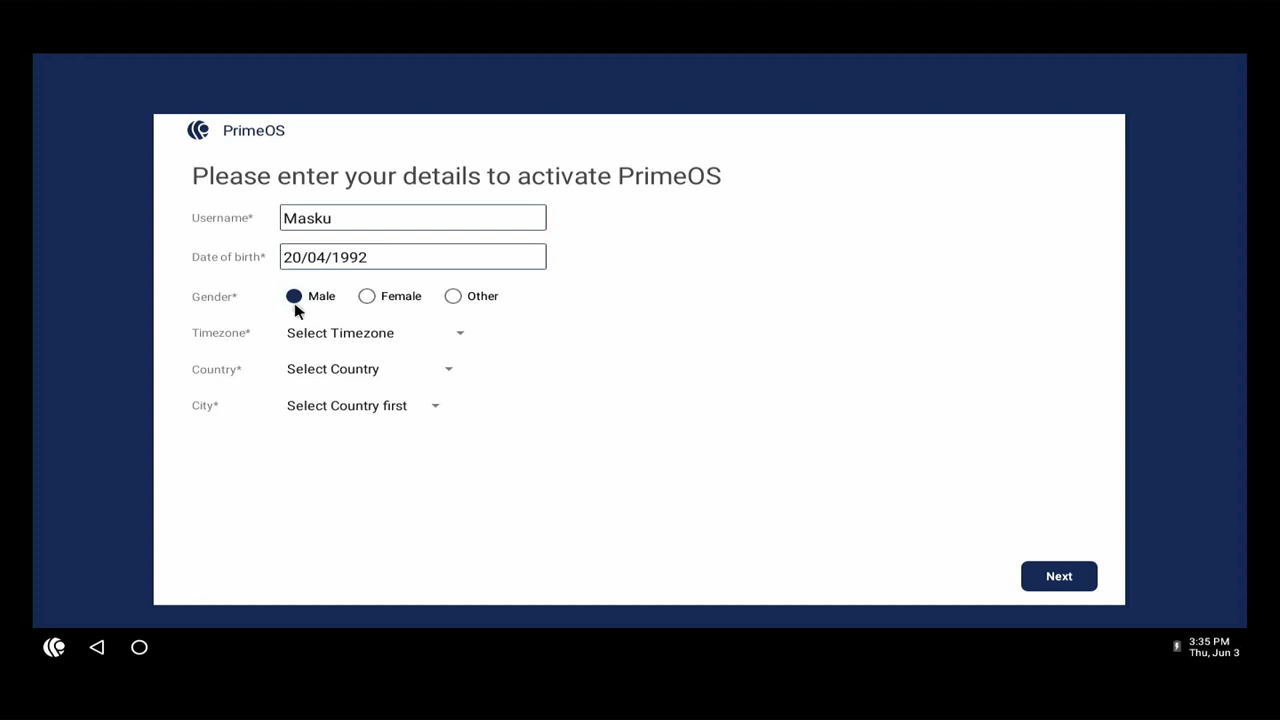 PrimeOS
Please enter your details to activate PrimeOS
Username* Masku
Date of birth* 20/04/1992
Gender* Male Female Other
Timezone* Select Timezone
Country* Select Country
City* Select Country first
Next
3:35 PM
Thu, Jun 3